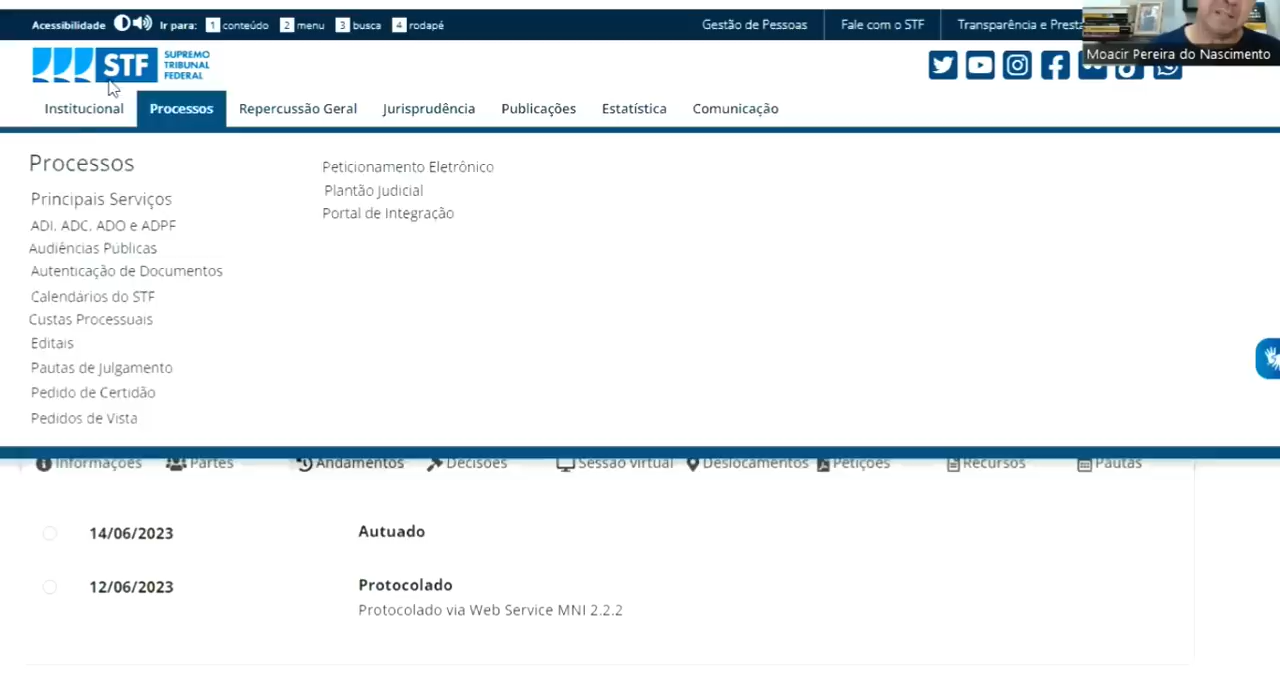 Acessibilidade Ir para: 1 conteúdo 2 menu 3 busca 4 rodapé Gestão de Pessoas Fale com o STF Transparência e
STF SUPREMO TRIBUNAL FEDERAL
Moacir Pereira do Nascimento
Institucional Processos Repercussão Geral Jurisprudência Publicações Estatística Comunicação
Processos
Principais Serviços
ADI, ADC, ADO e ADPF
Audiências Públicas
Autenticação de Documentos
Calendários do STF
Custas Processuais
Editais
Pautas de Julgamento
Pedido de Certidão
Pedidos de Vista
Peticionamento Eletrônico
Plantão Judicial
Portal de Integração
Informações Partes Andamentos Decisões Sessão virtual Deslocamentos Petições Recursos Pautas
14/06/2023 Autuado
12/06/2023 Protocolado
Protocolado via Web Service MNI 2.2.2